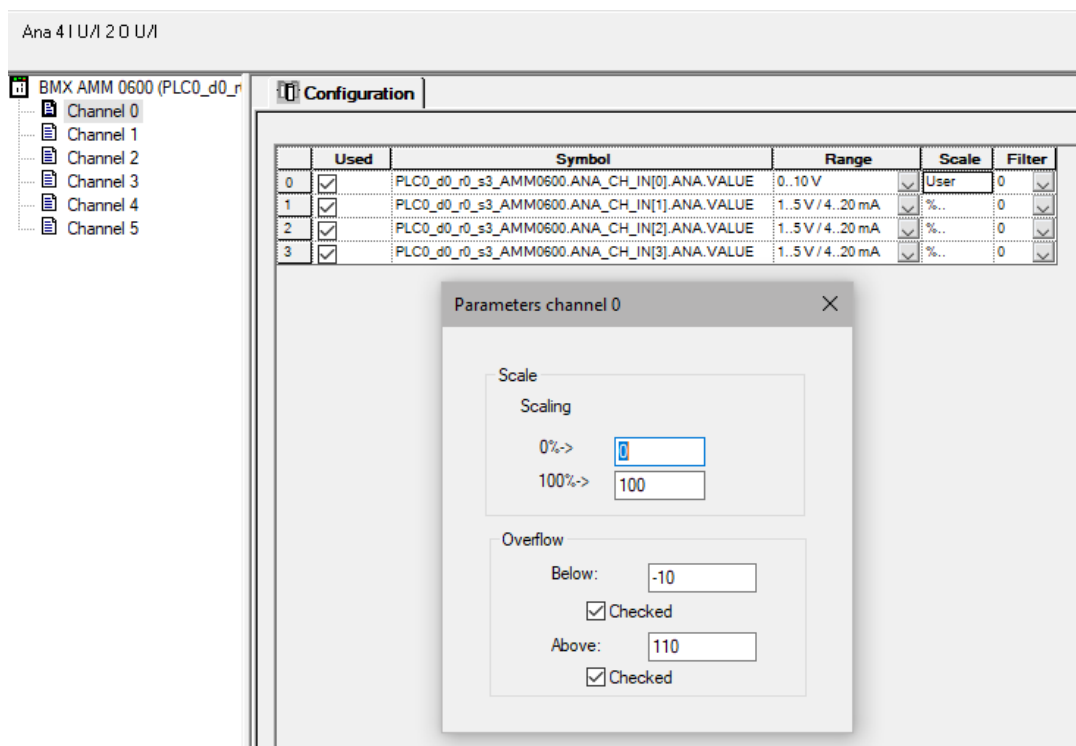 Ana 4 I U/I 2 O U/I
BMX AMM 0600 (PLC0_d0_r
Channel 0
Channel 1
Channel 2
Channel 3
Channel 4
Channel 5
Configuration
Used Symbol Range Scale Filter
0 PLC0_d0_r0_s3_AMM0600.ANA_CH_IN[0].ANA.VALUE 0..10 V User 0
1 PLC0_d0_r0_s3_AMM0600.ANA_CH_IN[1].ANA.VALUE 1..5 V / 4..20 mA %.. 0
2 PLC0_d0_r0_s3_AMM0600.ANA_CH_IN[2].ANA.VALUE 1..5 V / 4..20 mA %.. 0
3 PLC0_d0_r0_s3_AMM0600.ANA_CH_IN[3].ANA.VALUE 1..5 V / 4..20 mA %.. 0
Parameters channel 0
Scale
Scaling
0%-> 0
100%-> 100
Overflow
Below: -10
Checked
Above: 110
Checked